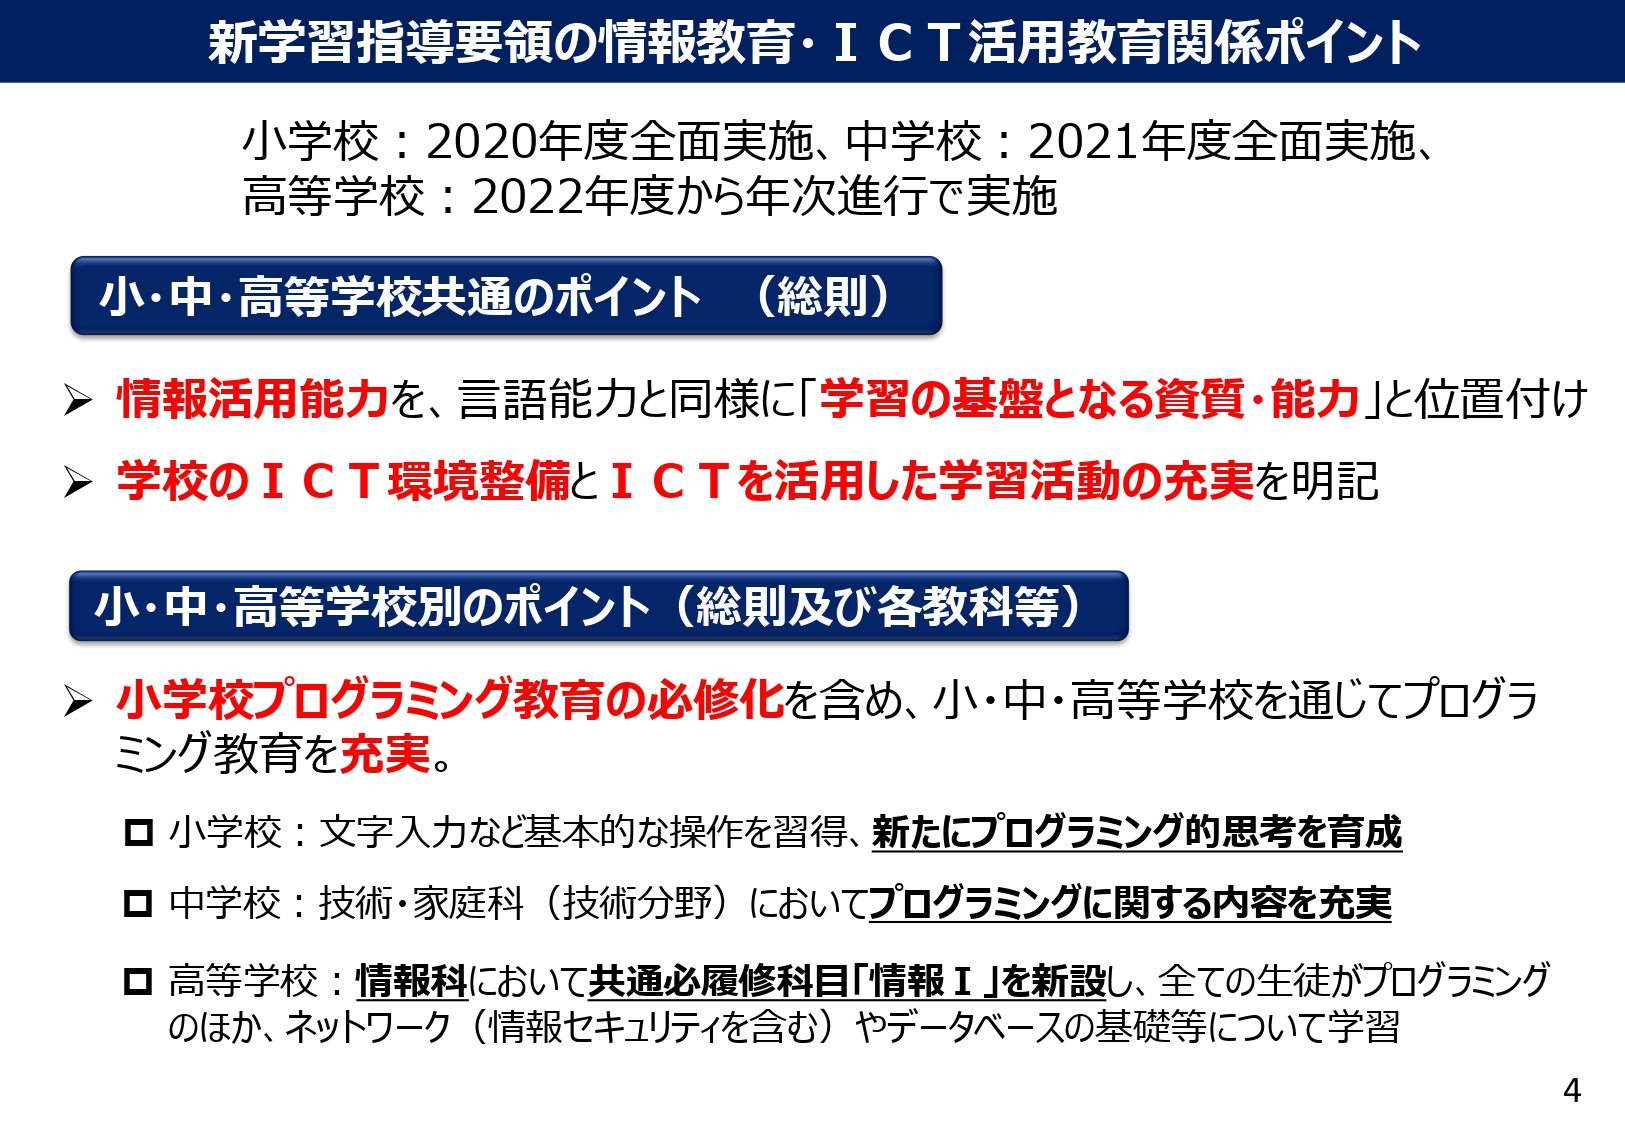 新学習指導要領の情報教育・ＩＣＴ活用教育関係ポイント
小学校：2020年度全面実施、中学校：2021年度全面実施、
高等学校：2022年度から年次進行で実施
小・中・高等学校共通のポイント　（総則）
➢ 情報活用能力を、言語能力と同様に「学習の基盤となる資質・能力」と位置付け
➢ 学校のＩＣＴ環境整備とＩＣＴを活用した学習活動の充実を明記
小・中・高等学校別のポイント（総則及び各教科等）
➢ 小学校プログラミング教育の必修化を含め、小・中・高等学校を通じてプログラ
ミング教育を充実。
小学校：文字入力など基本的な操作を習得、新たにプログラミング的思考を育成
中学校：技術・家庭科（技術分野）においてプログラミングに関する内容を充実
高等学校：情報科において共通必履修科目「情報Ⅰ」を新設し、全ての生徒がプログラミング
のほか、ネットワーク（情報セキュリティを含む）やデータベースの基礎等について学習
4